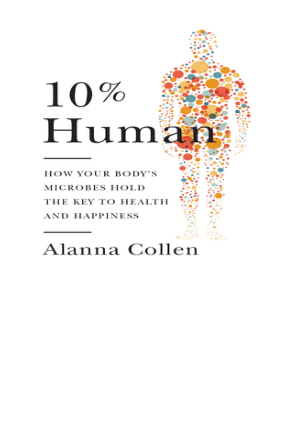 10%
Human
HOW YOUR BODY'S
MICROBES HOLD
THE KEY TO HEALTH
AND HAPPINESS
Alanna Collen